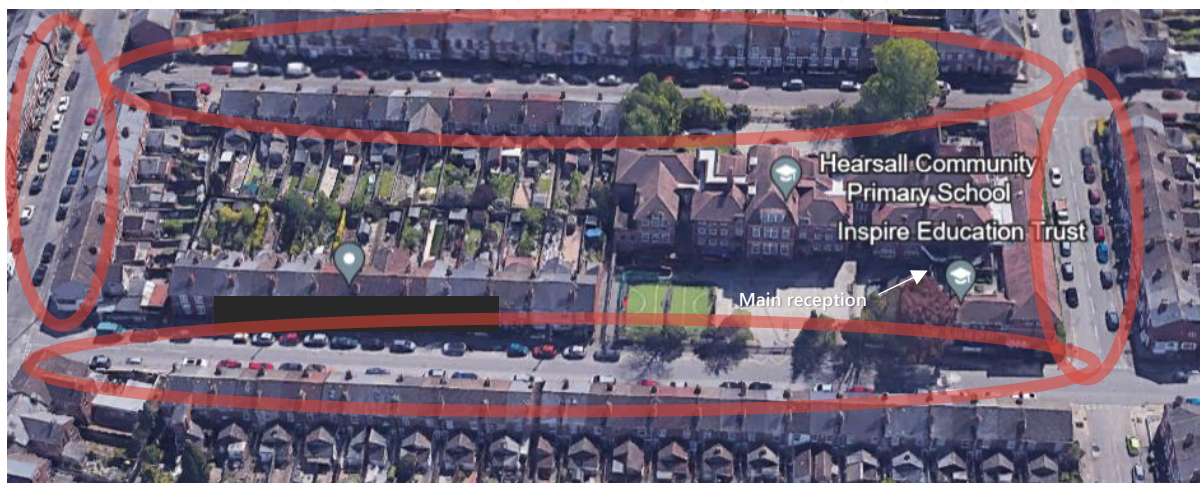 Hearsall Community
Primary School
Inspire Education Trust
Main reception